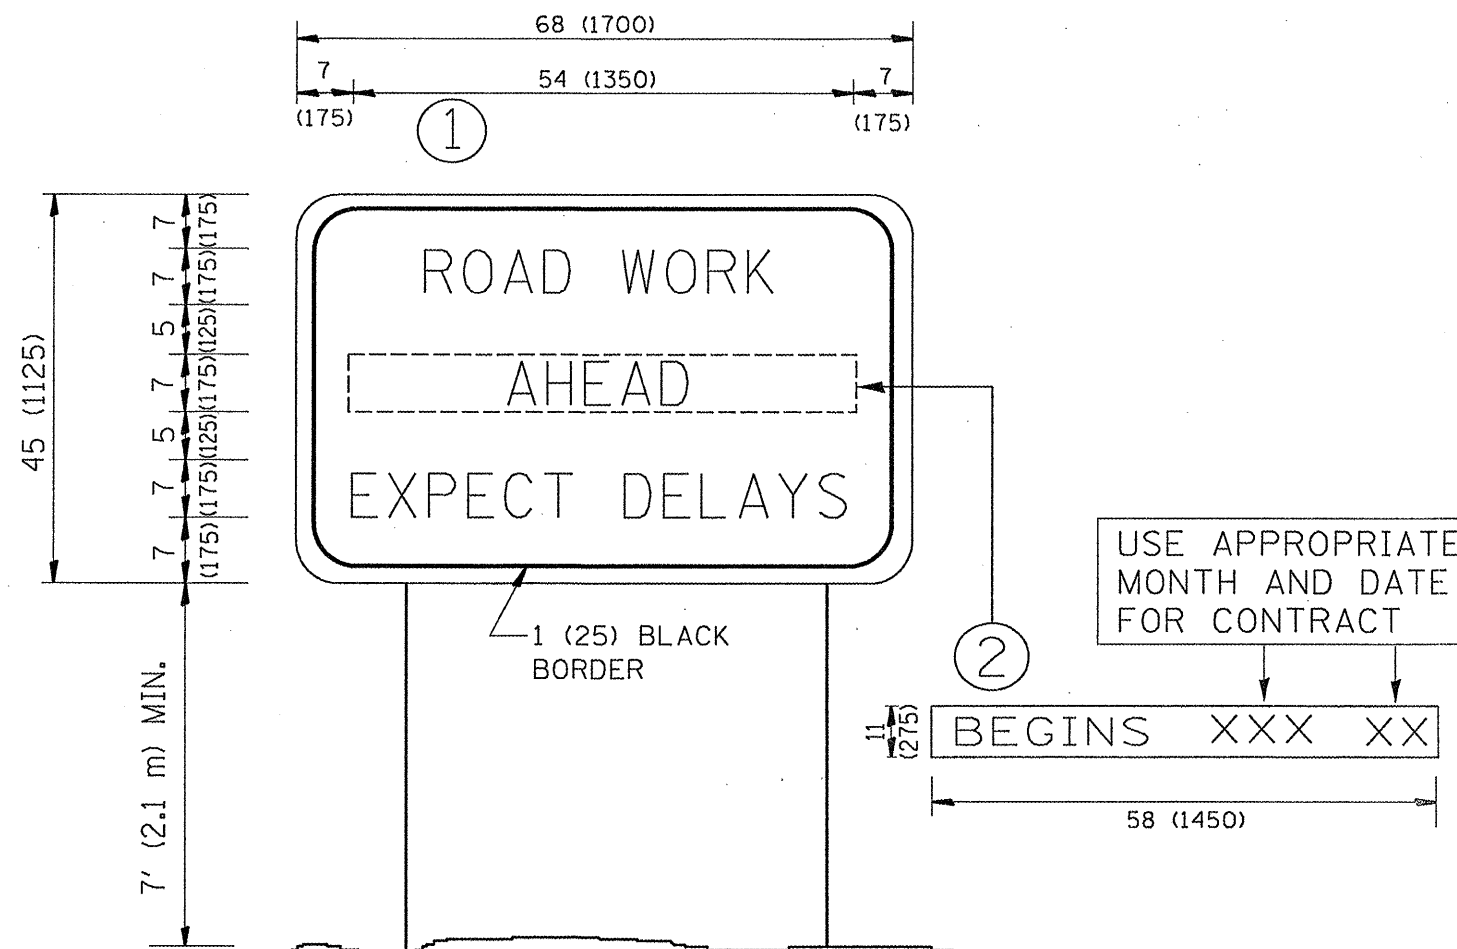 68 (1700)
7
54 (1350)
7
(175)
(175)
1
45 (1125)
7
(175)
7
(175)
5
(125)
7
(175)
5
(125)
7
(175)
7
(175)
ROAD WORK
AHEAD
EXPECT DELAYS
1 (25) BLACK
BORDER
7' (2.1 m) MIN.
2
USE APPROPRIATE
MONTH AND DATE
FOR CONTRACT
11
(275)
BEGINS XXX XX
58 (1450)